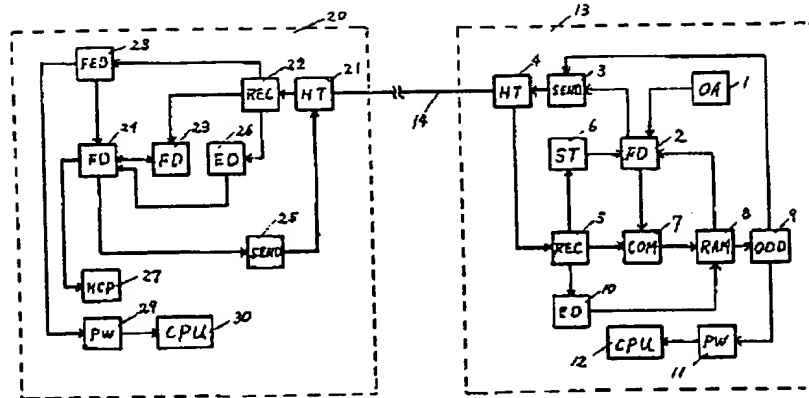 20
28
FED
22
21
REC
HT
24
23
26
FD
FD
ED
25
SEND
27
HCP
29
30
PW
CPU
14
13
4
3
HT
SEND
OA
1
6
2
ST
FD
5
7
8
9
REC
COM
RAM
ODD
10
ED
CPU
PW
12
11